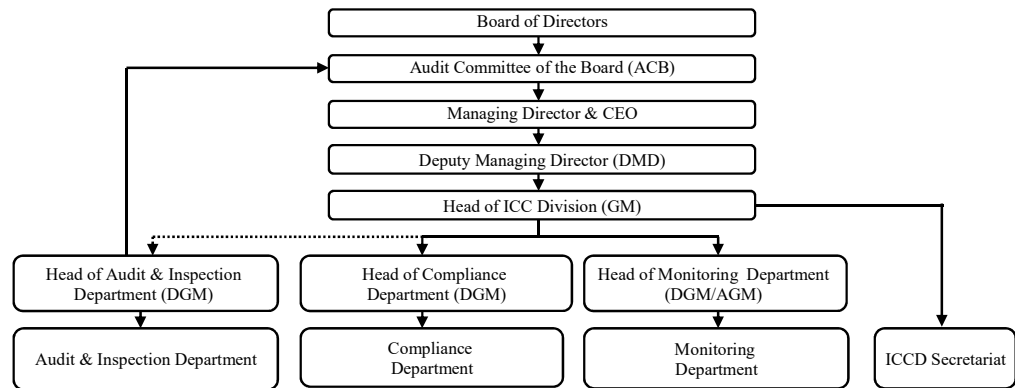 Board of Directors
Audit Committee of the Board (ACB)
Managing Director & CEO
Deputy Managing Director (DMD)
Head of ICC Division (GM)
Head of Audit & Inspection
Department (DGM)
Head of Compliance
Department (DGM)
Head of Monitoring Department
(DGM/AGM)
Audit & Inspection Department
Compliance
Department
Monitoring
Department
ICCD Secretariat